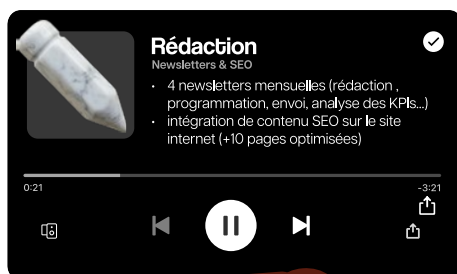 Rédaction
Newsletters & SEO
• 4 newsletters mensuelles (rédaction ,
programmation, envoi, analyse des KPIs...)
• intégration de contenu SEO sur le site
internet (+10 pages optimisées)
0:21
-3:21